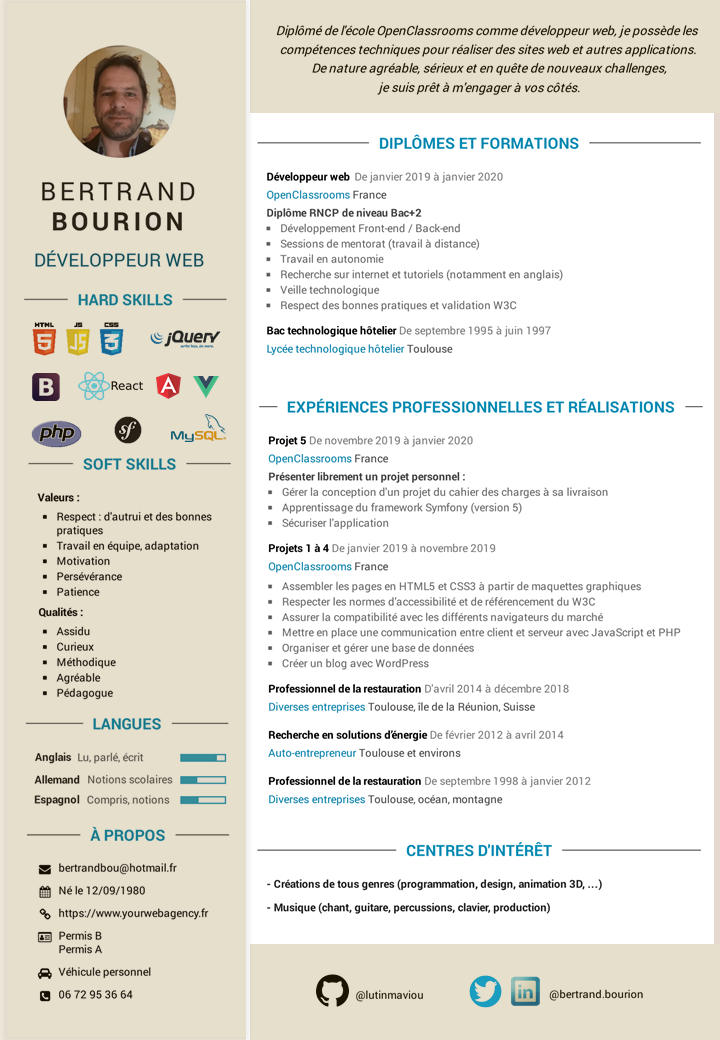 BERTRAND
BOURION
DÉVELOPPEUR WEB
HARD SKILLS
HTML JS CSS jQuery
write less, do more.
B React A
php sf MySQL
SOFT SKILLS
Valeurs :
Respect : d'autrui et des bonnes
pratiques
Travail en équipe, adaptation
Motivation
Persévérance
Patience
Qualités :
Assidu
Curieux
Méthodique
Agréable
Pédagogue
LANGUES
Anglais Lu, parlé, écrit
Allemand Notions scolaires
Espagnol Compris, notions
À PROPOS
bertrandbou@hotmail.fr
Né le 12/09/1980
https://www.yourwebagency.fr
Permis B
Permis A
Véhicule personnel
06 72 95 36 64
Diplômé de l'école OpenClassrooms comme développeur web, je possède les
compétences techniques pour réaliser des sites web et autres applications.
De nature agréable, sérieux et en quête de nouveaux challenges,
je suis prêt à m'engager à vos côtés.
DIPLÔMES ET FORMATIONS
Développeur web De janvier 2019 à janvier 2020
OpenClassrooms France
Diplôme RNCP de niveau Bac+2
Développement Front-end / Back-end
Sessions de mentorat (travail à distance)
Travail en autonomie
Recherche sur internet et tutoriels (notamment en anglais)
Veille technologique
Respect des bonnes pratiques et validation W3C
Bac technologique hôtelier De septembre 1995 à juin 1997
Lycée technologique hôtelier Toulouse
EXPÉRIENCES PROFESSIONNELLES ET RÉALISATIONS
Projet 5 De novembre 2019 à janvier 2020
OpenClassrooms France
Présenter librement un projet personnel :
Gérer la conception d'un projet du cahier des charges à sa livraison
Apprentissage du framework Symfony (version 5)
Sécuriser l'application
Projets 1 à 4 De janvier 2019 à novembre 2019
OpenClassrooms France
Assembler les pages en HTML5 et CSS3 à partir de maquettes graphiques
Respecter les normes d'accessibilité et de référencement du W3C
Assurer la compatibilité avec les différents navigateurs du marché
Mettre en place une communication entre client et serveur avec JavaScript et PHP
Organiser et gérer une base de données
Créer un blog avec WordPress
Professionnel de la restauration D'avril 2014 à décembre 2018
Diverses entreprises Toulouse, île de la Réunion, Suisse
Recherche en solutions d'énergie De février 2012 à avril 2014
Auto-entrepreneur Toulouse et environs
Professionnel de la restauration De septembre 1998 à janvier 2012
Diverses entreprises Toulouse, océan, montagne
CENTRES D'INTÉRÊT
- Créations de tous genres (programmation, design, animation 3D, ...)
- Musique (chant, guitare, percussions, clavier, production)
@lutinmaviou in @bertrand.bourion